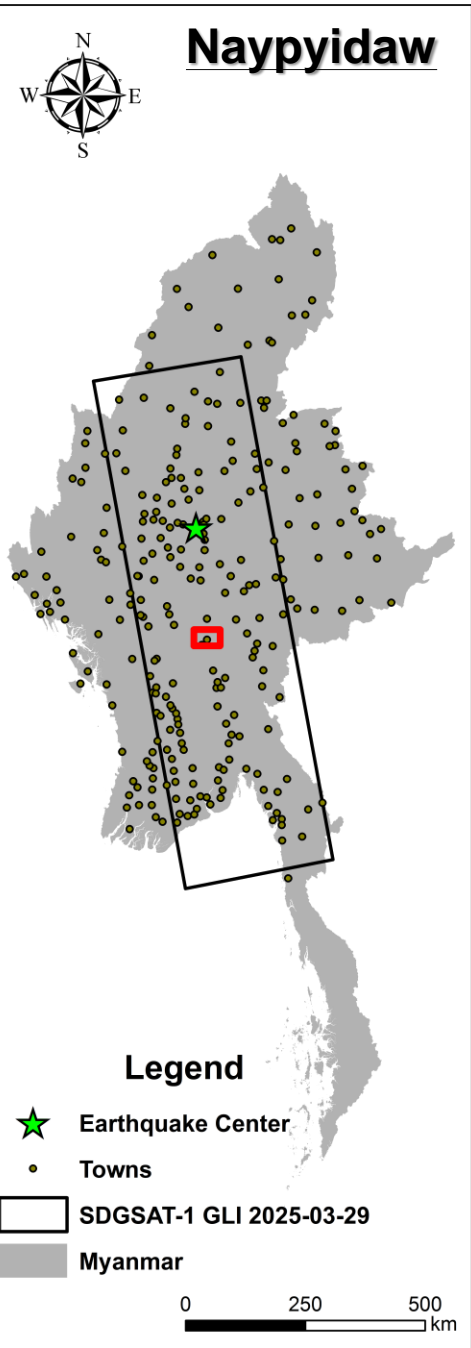 Naypyidaw
N
W E
S
Legend
Earthquake Center
Towns
SDGSAT-1 GLI 2025-03-29
Myanmar
0 250 500
km